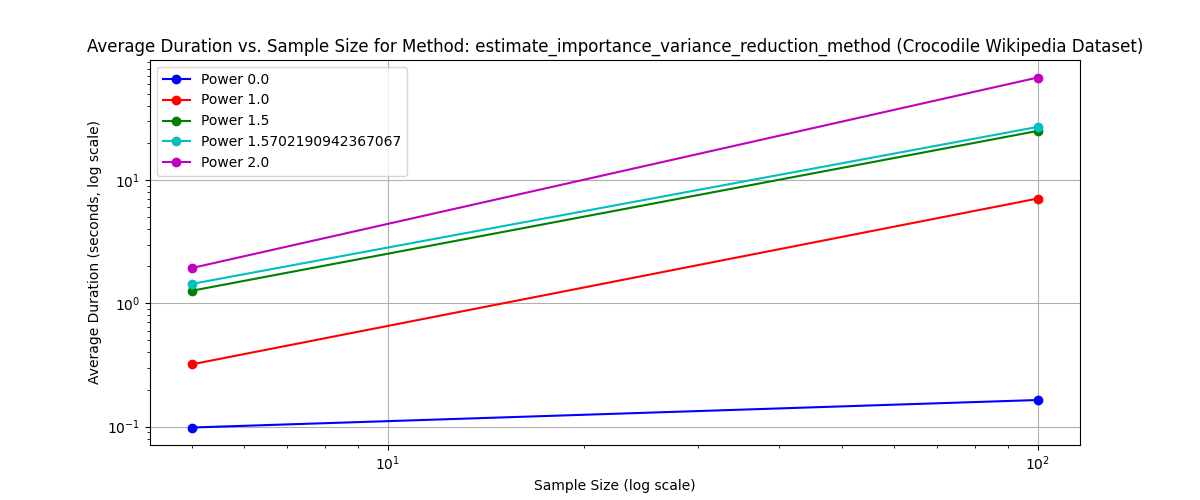 Average Duration vs. Sample Size for Method: estimate_importance_variance_reduction_method (Crocodile Wikipedia Dataset)
Power 0.0
Power 1.0
Power 1.5
Power 1.5702190942367067
Power 2.0
Average Duration (seconds, log scale)
10¹
10⁰
10⁻¹
10¹
10²
Sample Size (log scale)